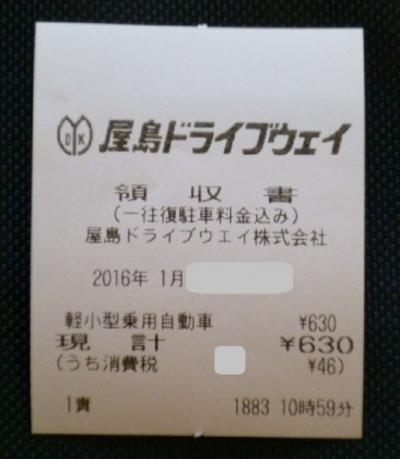 DK 屋島ドライブウェイ
領収書
(一往復駐車料金込み)
屋島ドライブウエイ株式会社
2016年 1月
軽小型乗用自動車 ¥630
現計 ¥630
(うち消費税 ¥46)
1責 1883 10時59分